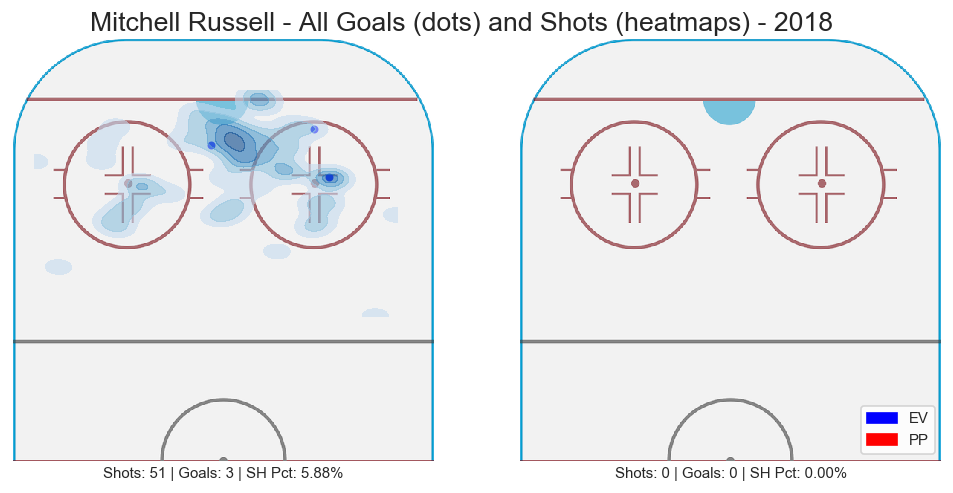 Mitchell Russell - All Goals (dots) and Shots (heatmaps) - 2018
EV
PP
Shots: 51 | Goals: 3 | SH Pct: 5.88%
Shots: 0 | Goals: 0 | SH Pct: 0.00%